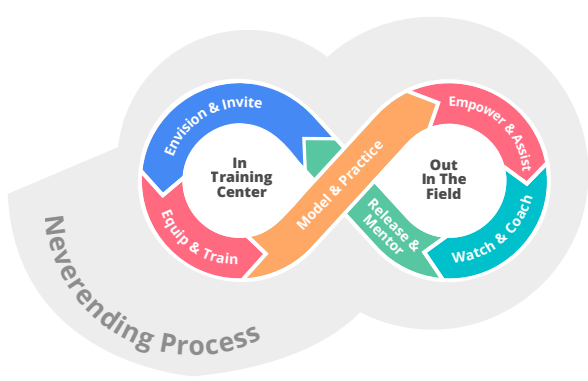 Envision & Invite
In
Training
Center
Equip & Train
Model & Practice
Empower & Assist
Out
In The
Field
Watch & Coach
Release &
Mentor
Neverending Process